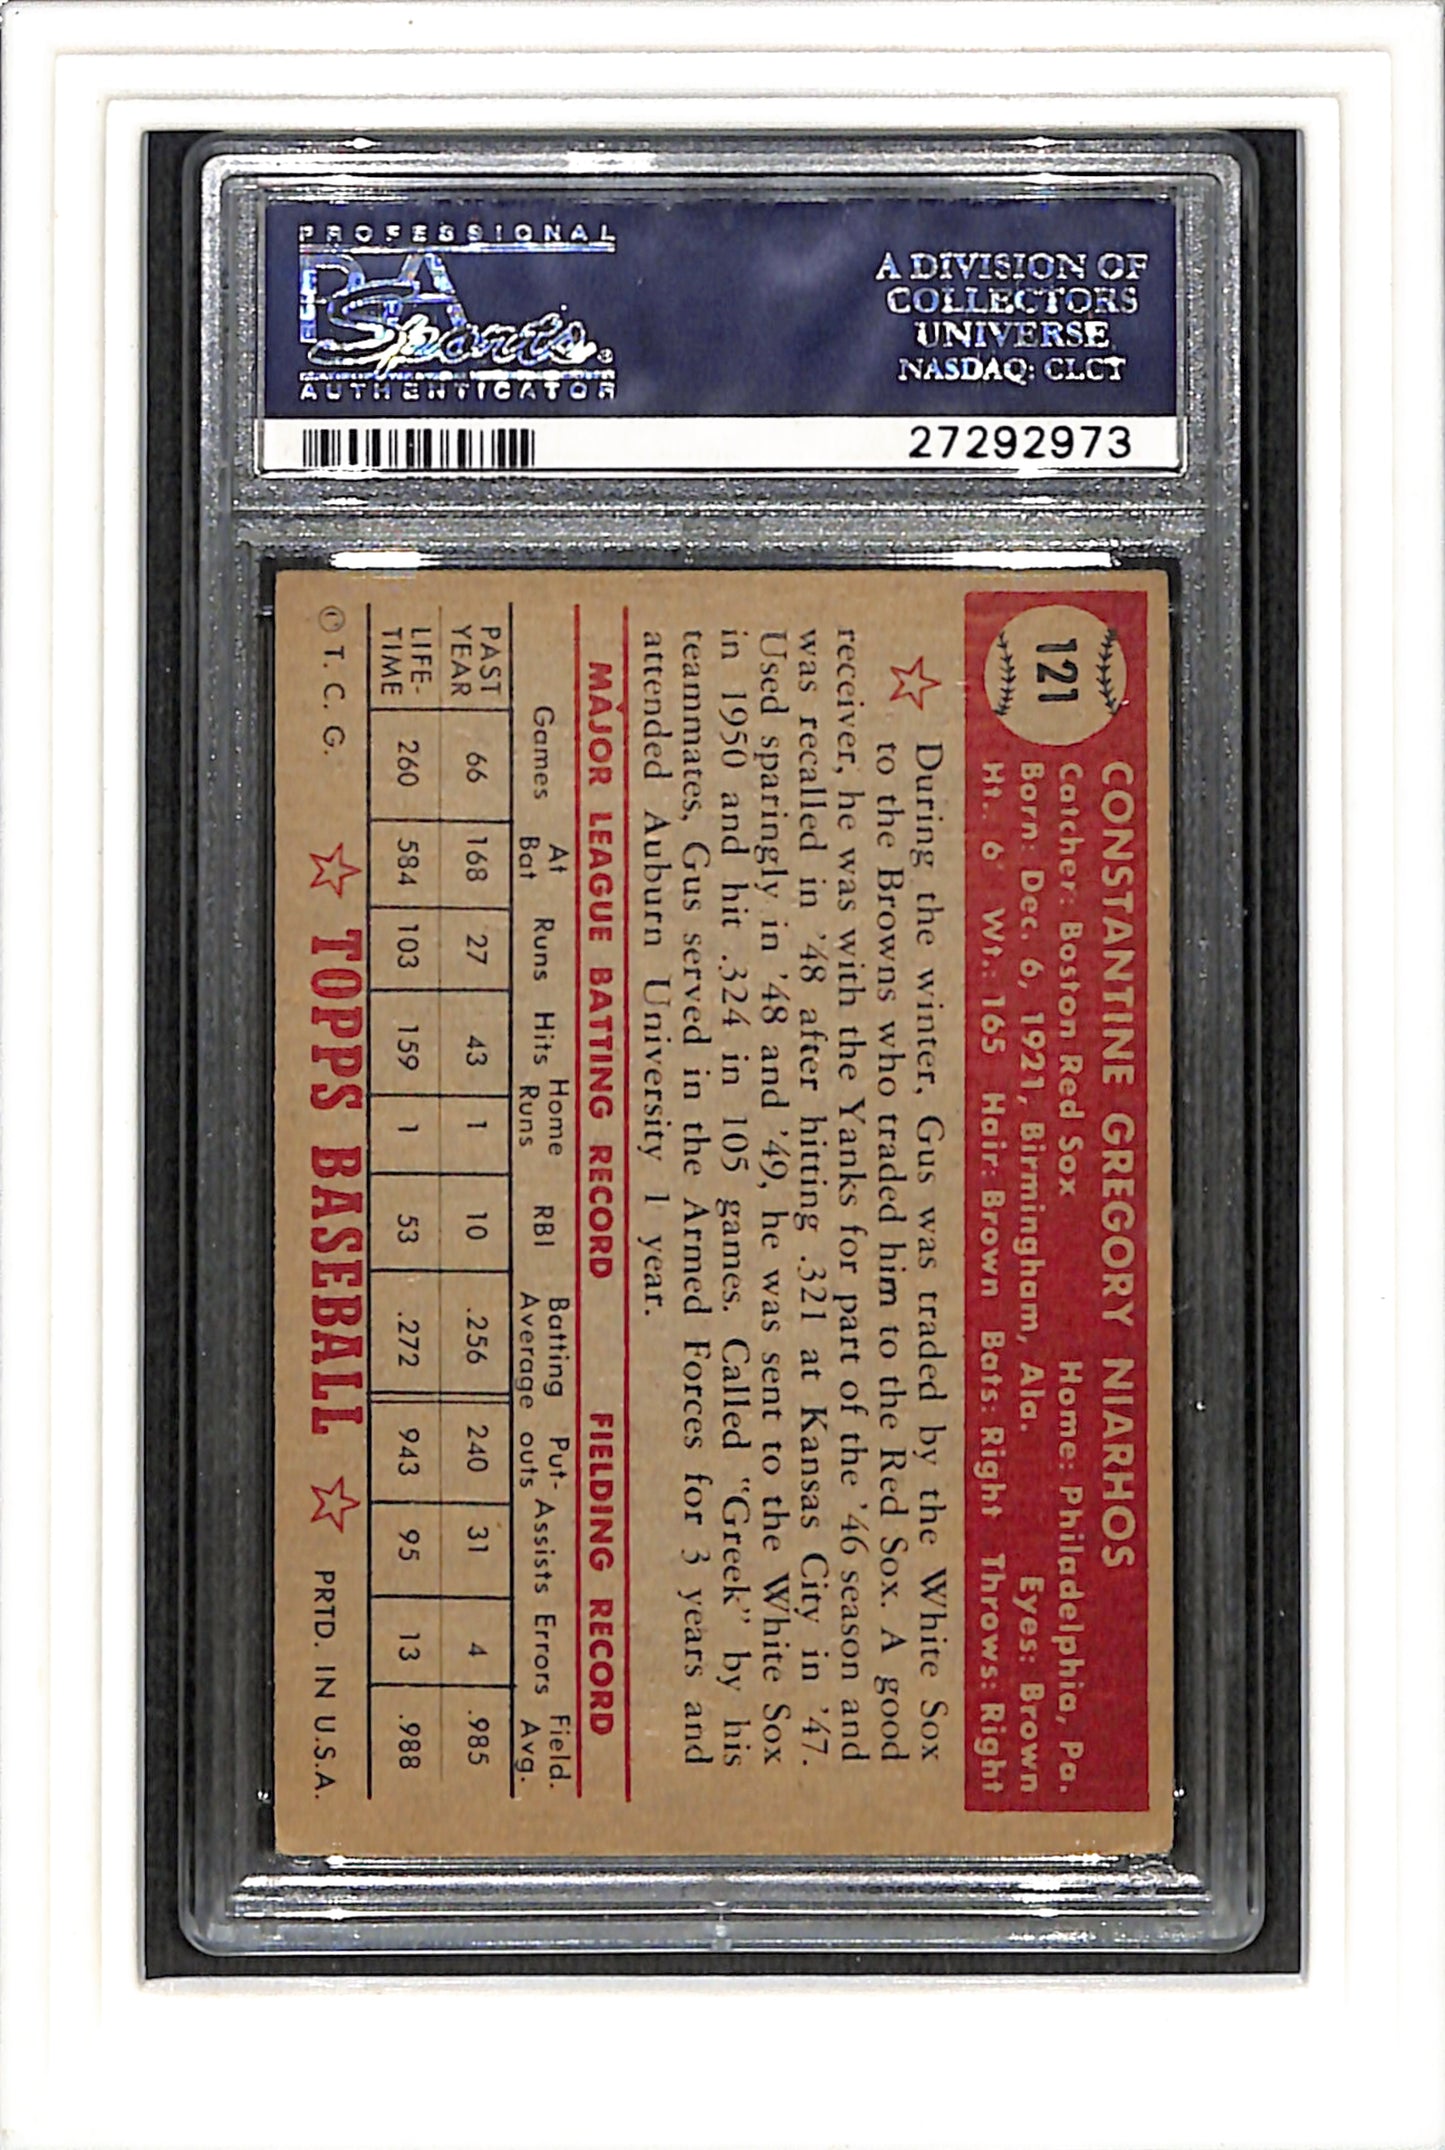 PROFESSIONAL
PSA
Sports®
AUTHENTICATOR
A DIVISION OF
COLLECTORS
UNIVERSE
NASDAQ: CLCT
27292973
121
CONSTANTINE GREGORY NIARHOS
Catcher: Boston Red Sox Home: Philadelphia, Pa.
Born: Dec. 6, 1921, Birmingham, Ala. Eyes: Brown
Ht.: 6' Wt.: 165 Hair: Brown Bats: Right Throws: Right
During the winter, Gus was traded by the White Sox
to the Browns who traded him to the Red Sox. A good
receiver, he was with the Yanks for part of the '46 season and
was recalled in '48 after hitting .321 at Kansas City in '47.
Used sparingly in '48 and '49, he was sent to the White Sox
in 1950 and hit .324 in 105 games. Called "Greek" by his
teammates, Gus served in the Armed Forces for 3 years and
attended Auburn University 1 year.
MAJOR LEAGUE BATTING RECORD FIELDING RECORD
Games At Bat Runs Hits Home Runs RBI Batting Average Put-outs Assists Errors Field. Avg.
PAST YEAR 66 168 27 43 1 10 .256 240 31 4 .985
LIFE-TIME 260 584 103 159 1 53 .272 943 95 13 .988
© T. C. G. ☆ TOPPS BASEBALL ☆ PRTD. IN U.S.A.